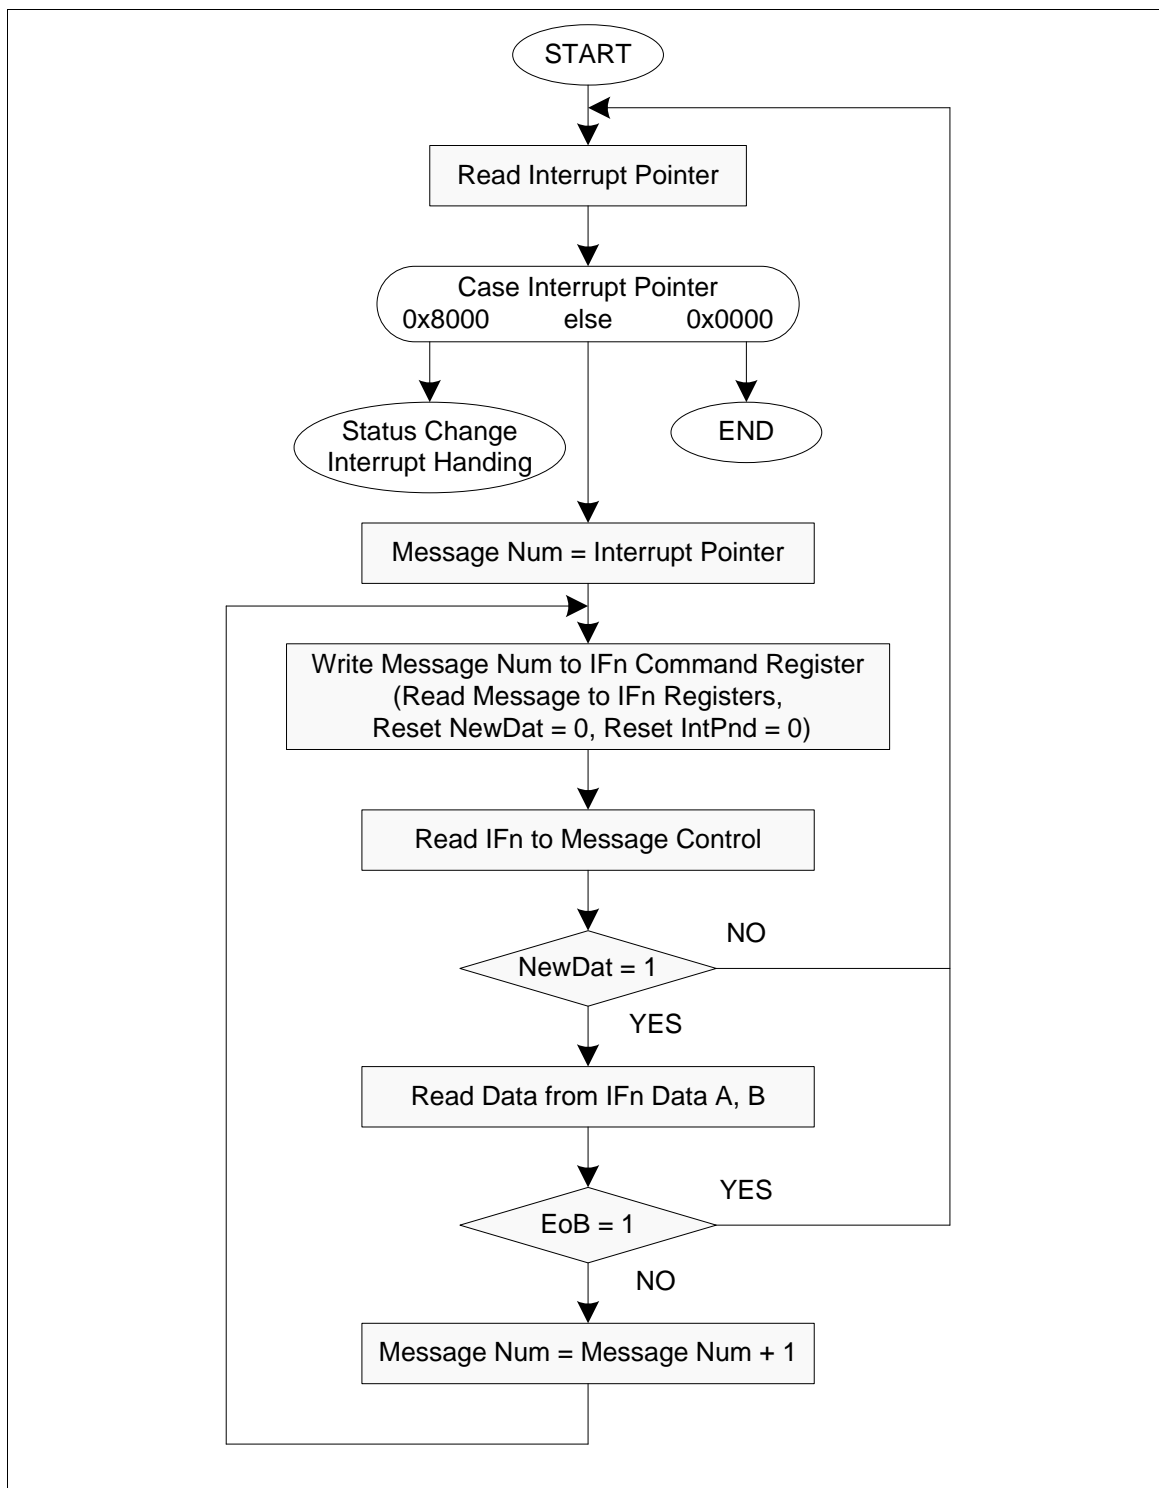 START
Read Interrupt Pointer
Case Interrupt Pointer
0x8000 else 0x0000
Status Change
Interrupt Handing
END
Message Num = Interrupt Pointer
Write Message Num to IFn Command Register
(Read Message to IFn Registers,
Reset NewDat = 0, Reset IntPnd = 0)
Read IFn to Message Control
NO
NewDat = 1
YES
Read Data from IFn Data A, B
YES
EoB = 1
NO
Message Num = Message Num + 1